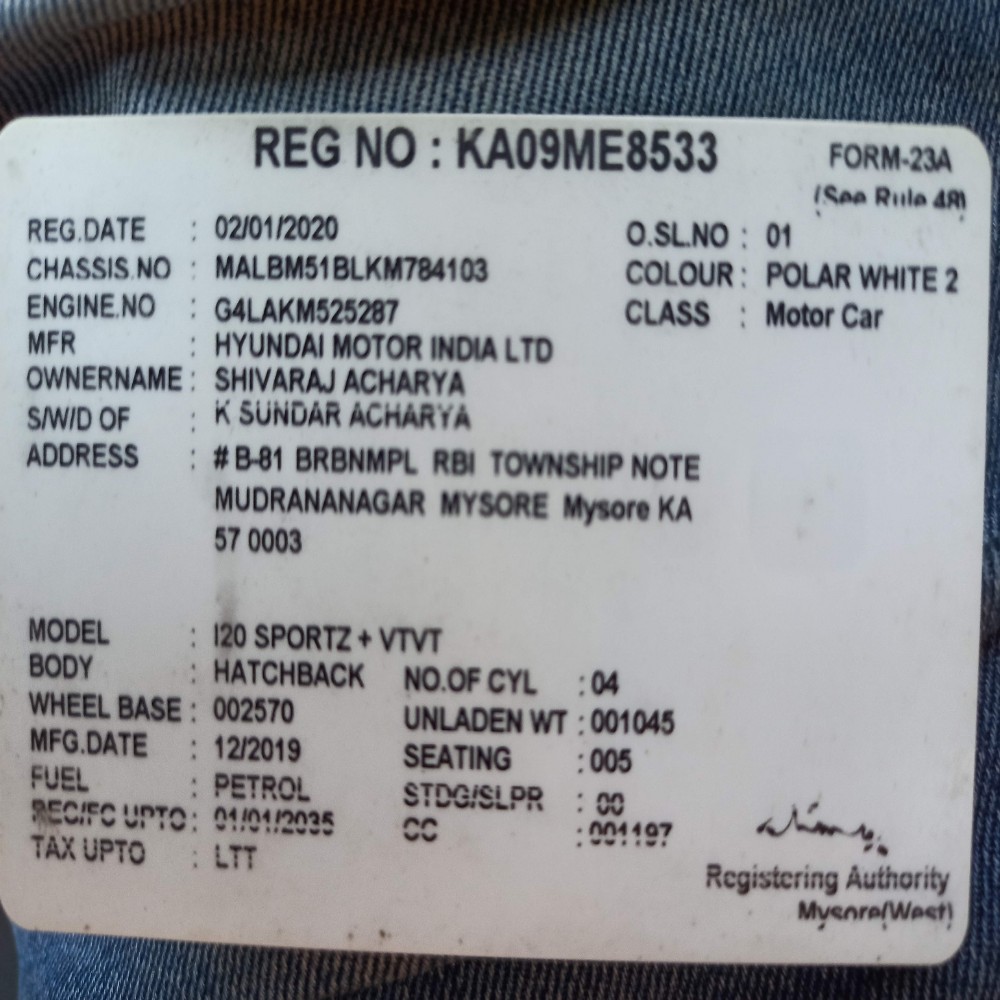 REG NO : KA09ME8533
FORM-23A
(See Rule 48)
REG.DATE : 02/01/2020 O.SL.NO : 01
CHASSIS.NO : MALBM51BLKM784103 COLOUR : POLAR WHITE 2
ENGINE.NO : G4LAKM525287 CLASS : Motor Car
MFR : HYUNDAI MOTOR INDIA LTD
OWNERNAME : SHIVARAJ ACHARYA
S/W/D OF : K SUNDAR ACHARYA
ADDRESS : # B-81 BRBNMPL RBI TOWNSHIP NOTE
MUDRANANAGAR MYSORE Mysore KA
57 0003
MODEL : I20 SPORTZ + VTVT
BODY : HATCHBACK NO.OF CYL : 04
WHEEL BASE : 002570 UNLADEN WT : 001045
MFG.DATE : 12/2019 SEATING : 005
FUEL : PETROL STDG/SLPR : 00
REG/FC UPTO : 01/01/2035 CC : 001197
TAX UPTO : LTT
Registering Authority
Mysore(West)